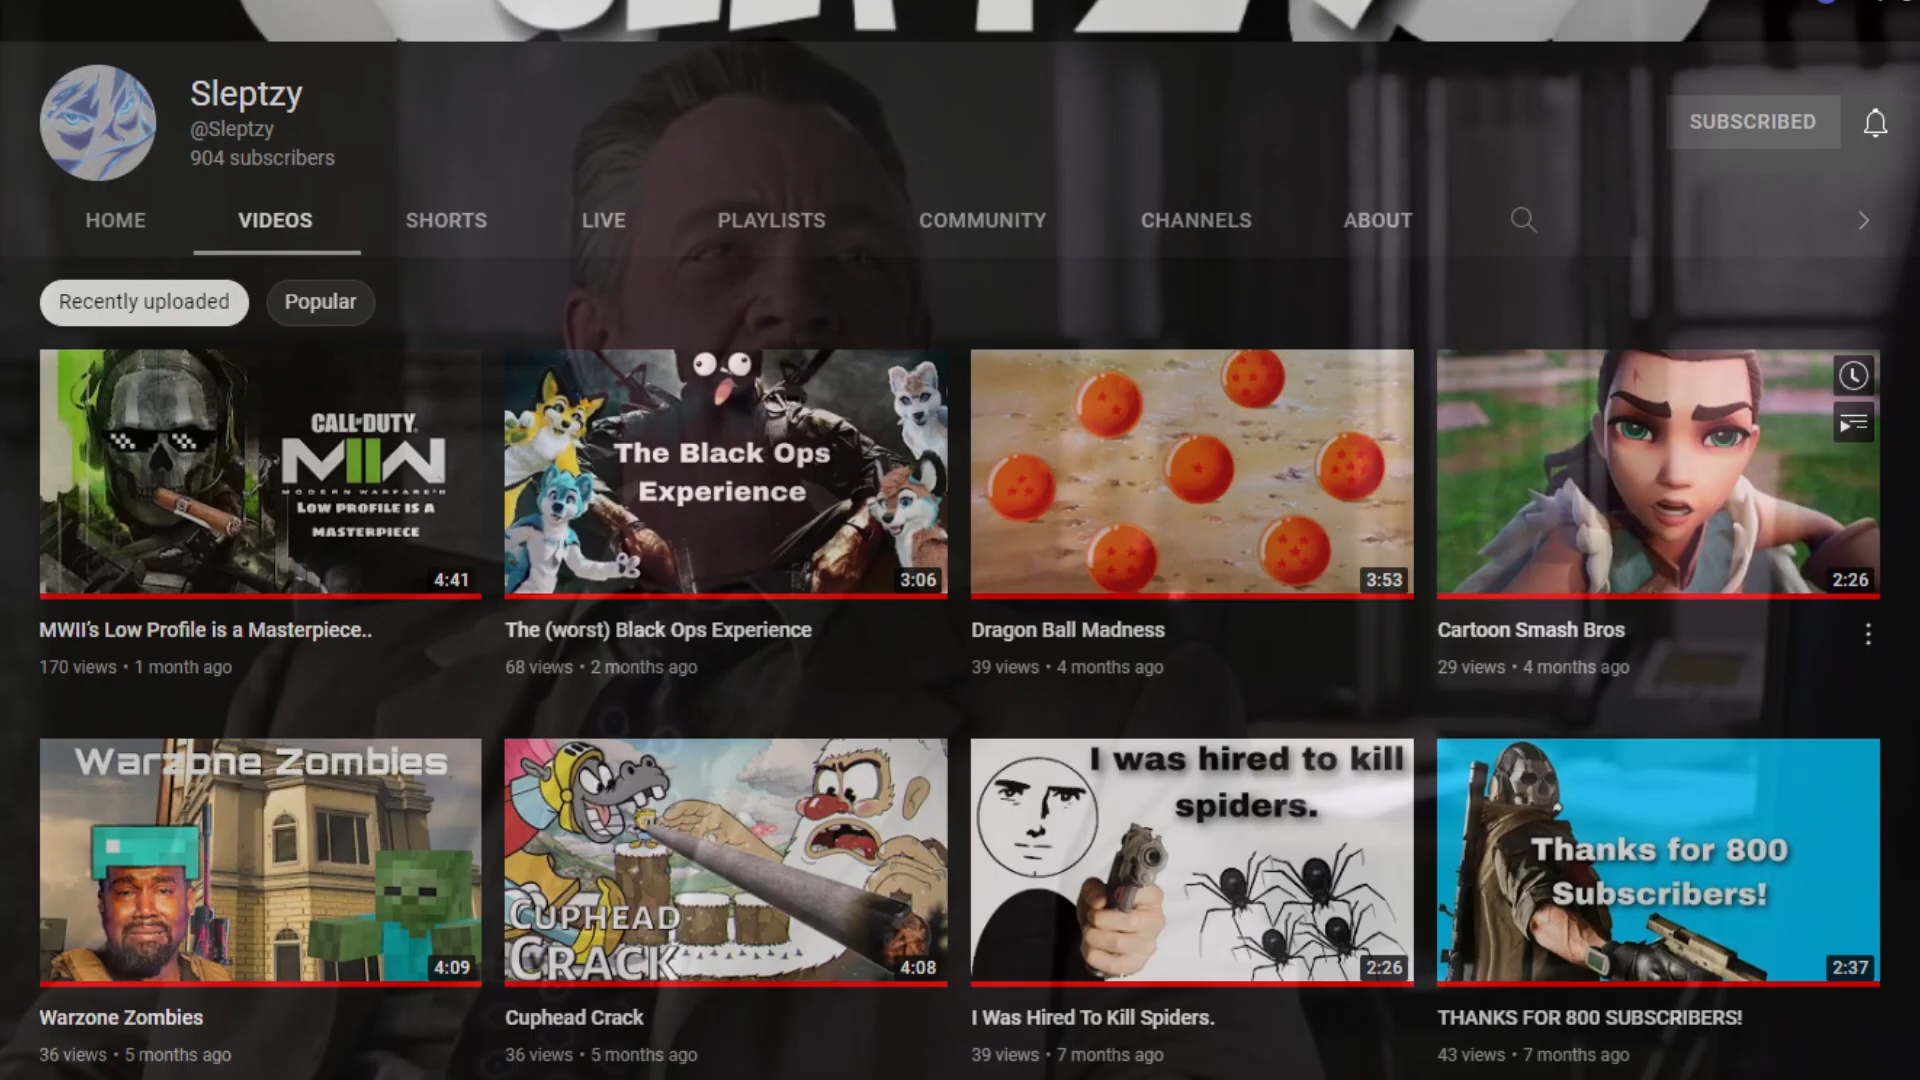 Sleptzy
@Sleptzy
904 subscribers
SUBSCRIBED
HOME VIDEOS SHORTS LIVE PLAYLISTS COMMUNITY CHANNELS ABOUT
Recently uploaded Popular
CALL OF DUTY
MWII
MODERN WARFARE II
LOW PROFILE IS A
MASTERPIECE
4:41
The Black Ops
Experience
3:06
3:53
2:26
MWII's Low Profile is a Masterpiece..
170 views • 1 month ago
The (worst) Black Ops Experience
68 views • 2 months ago
Dragon Ball Madness
39 views • 4 months ago
Cartoon Smash Bros
29 views • 4 months ago
Warzone Zombies
4:09
CUPHEAD
CRACK
4:08
I was hired to kill
spiders.
2:26
Thanks for 800
Subscribers!
2:37
Warzone Zombies
36 views • 5 months ago
Cuphead Crack
36 views • 5 months ago
I Was Hired To Kill Spiders.
39 views • 7 months ago
THANKS FOR 800 SUBSCRIBERS!
43 views • 7 months ago